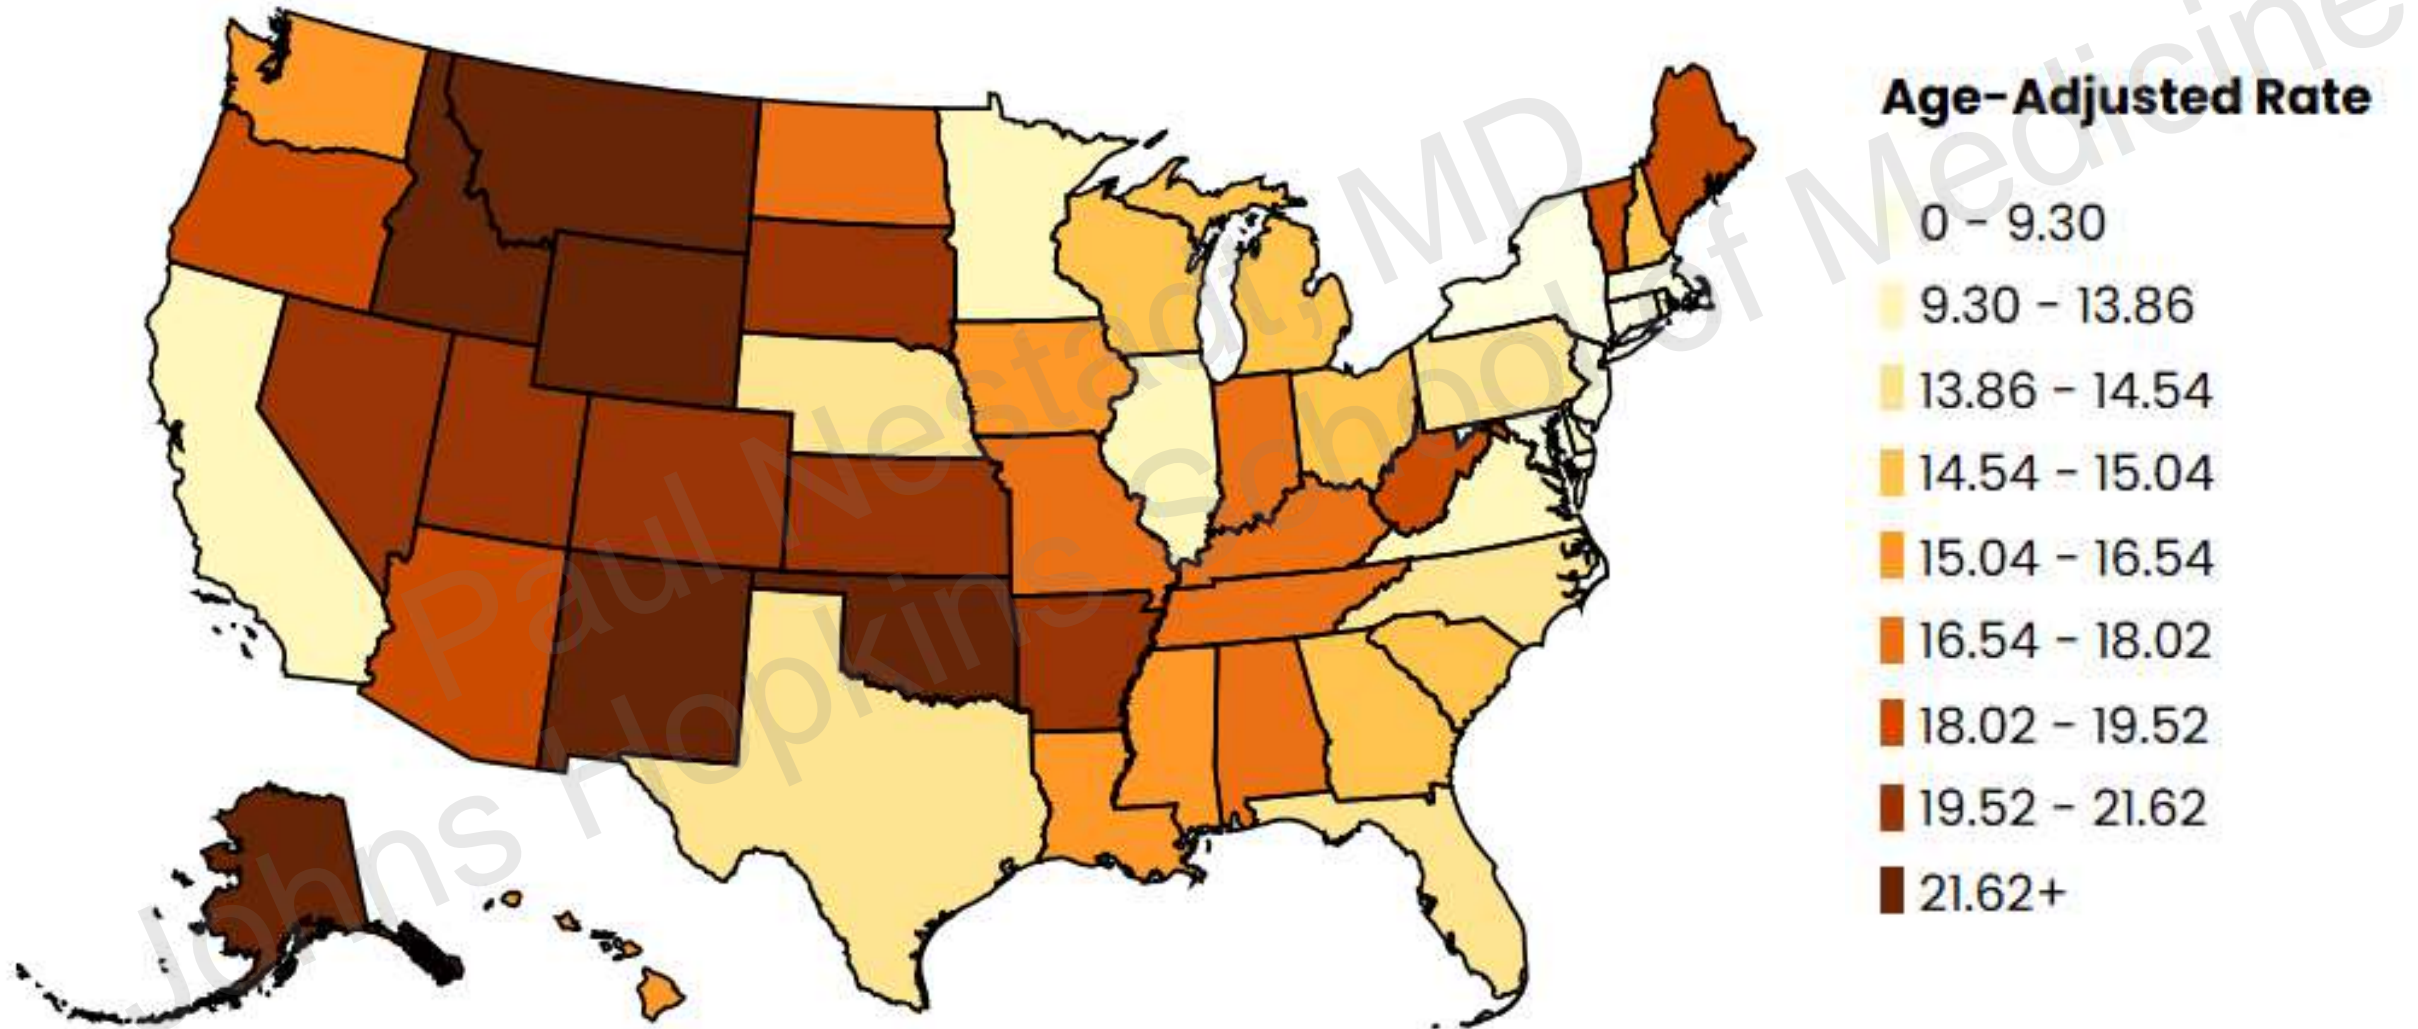 Age-Adjusted Rate
0 - 9.30
9.30 - 13.86
13.86 - 14.54
14.54 - 15.04
15.04 - 16.54
16.54 - 18.02
18.02 - 19.52
19.52 - 21.62
21.62+
Paul Nestadt, MD
Johns Hopkins School of Medicine